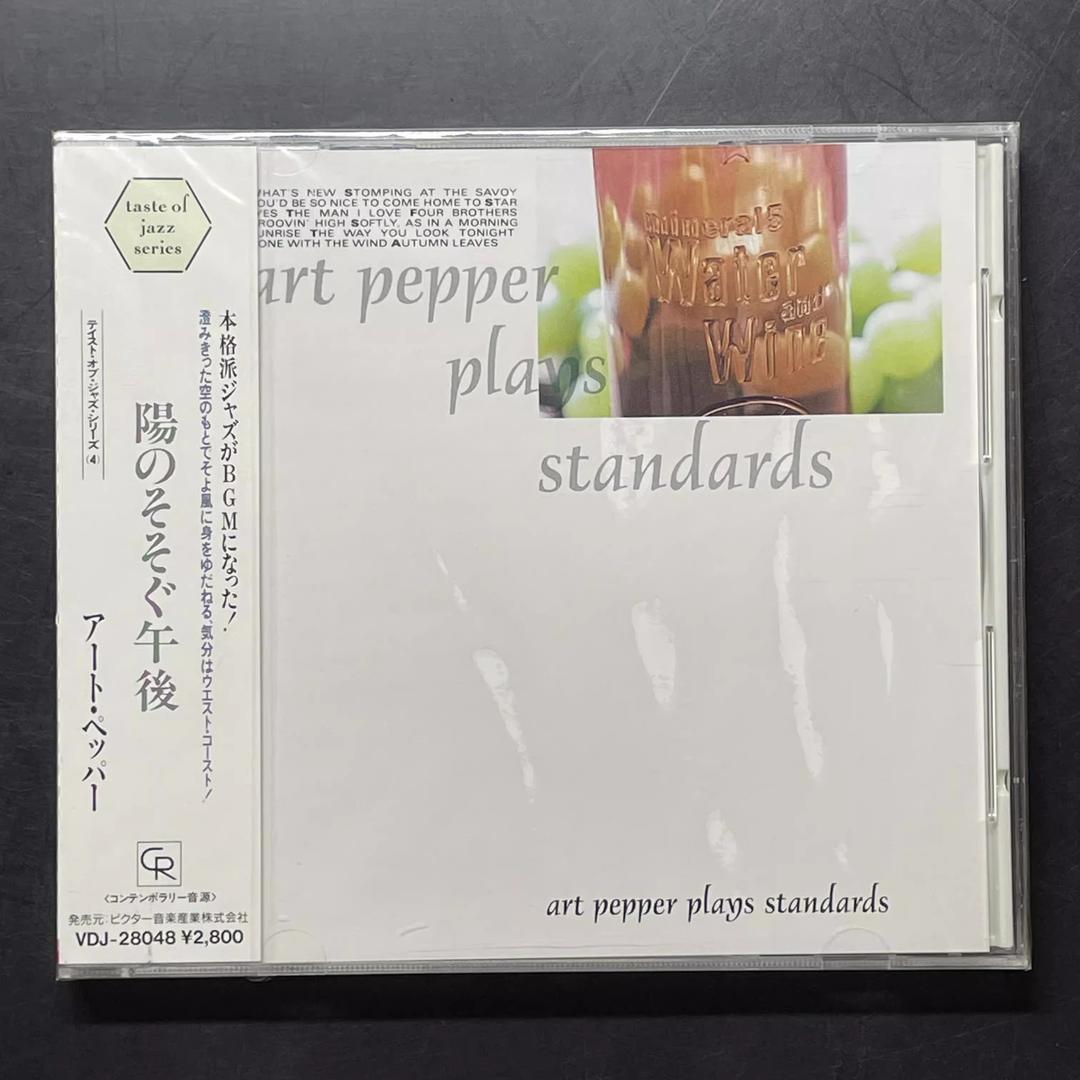 taste of
jazz
series
本格派ジャズがBGMになった!
澄みきった空のもとでそよ風に身をゆだねる、気分はウエスト・コースト!
陽のそそぐ午後
テイスト・オブ・ジャズ・シリーズ(4)
アート・ペッパー
CR
〈コンテンポラリー音源〉
発売元:ビクター音楽産業株式会社
VDJ-28048 ¥2,800
HAT'S NEW STOMPING AT THE SAVOY
OU'D BE SO NICE TO COME HOME TO STAR
YES THE MAN I LOVE FOUR BROTHERS
ROOVIN' HIGH SOFTLY, AS IN A MORNING
UNRISE THE WAY YOU LOOK TONIGHT
ONE WITH THE WIND AUTUMN LEAVES
art pepper
plays
standards
mineral5
Water
and
Wine
art pepper plays standards